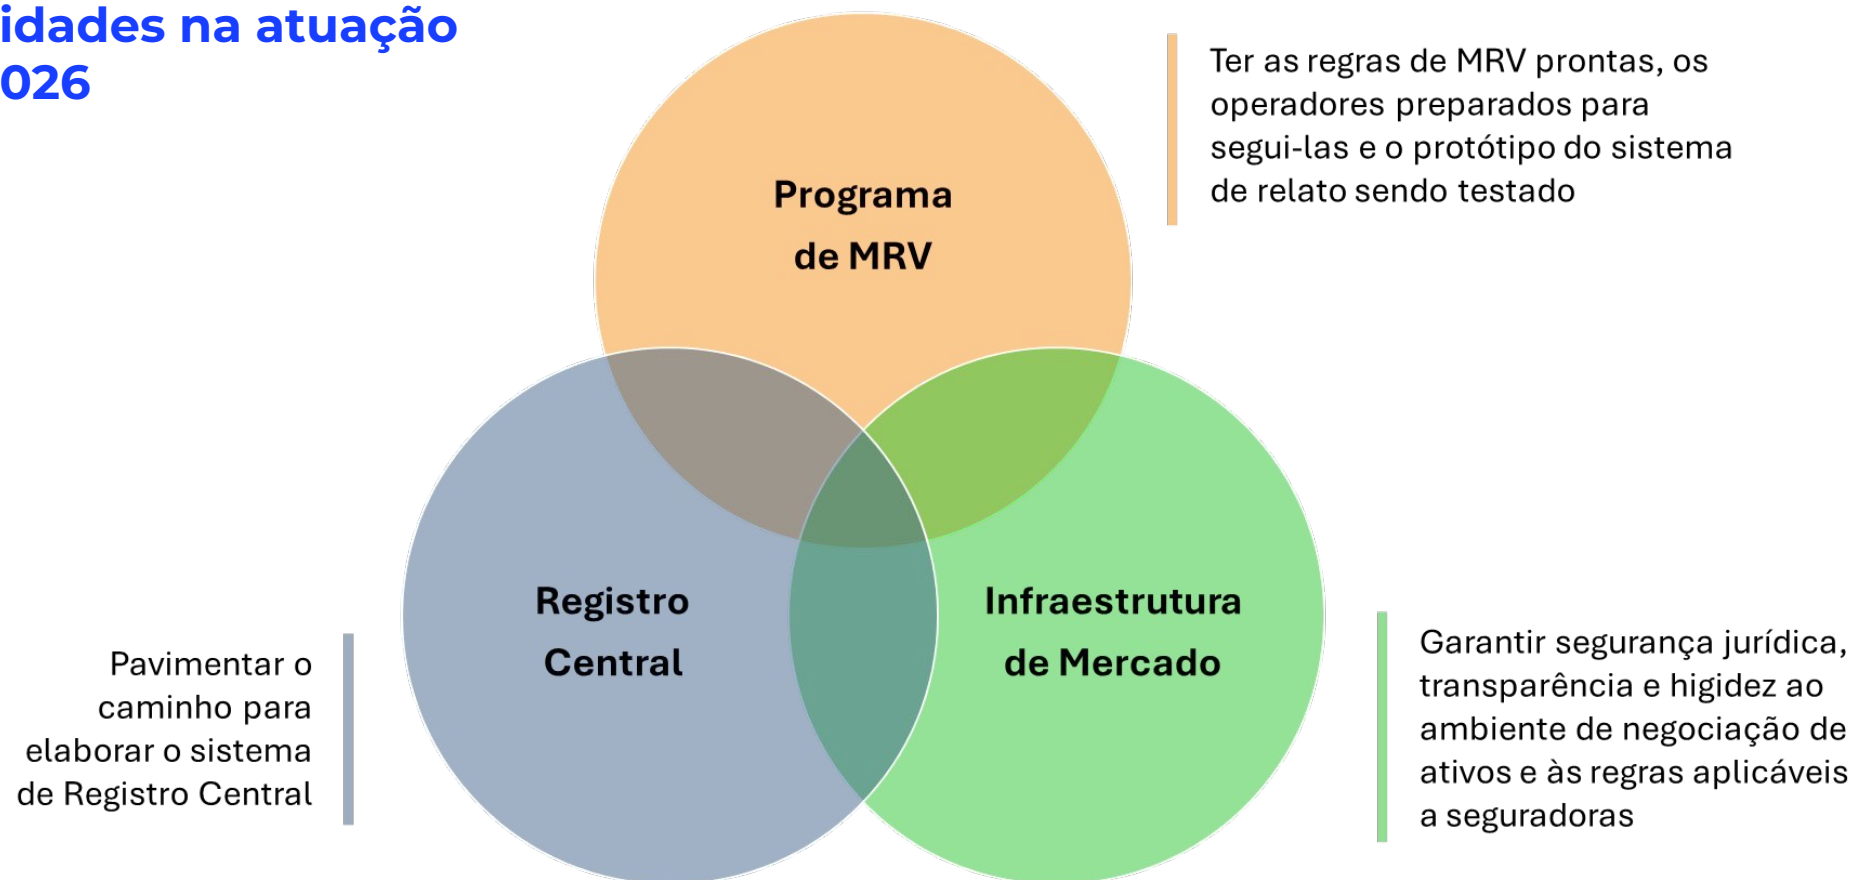 idades na atuação
026
Ter as regras de MRV prontas, os
operadores preparados para
segui-las e o protótipo do sistema
de relato sendo testado
Programa
de MRV
Registro
Central
Infraestrutura
de Mercado
Pavimentar o
caminho para
elaborar o sistema
de Registro Central
Garantir segurança jurídica,
transparência e higidez ao
ambiente de negociação de
ativos e às regras aplicáveis
a seguradoras